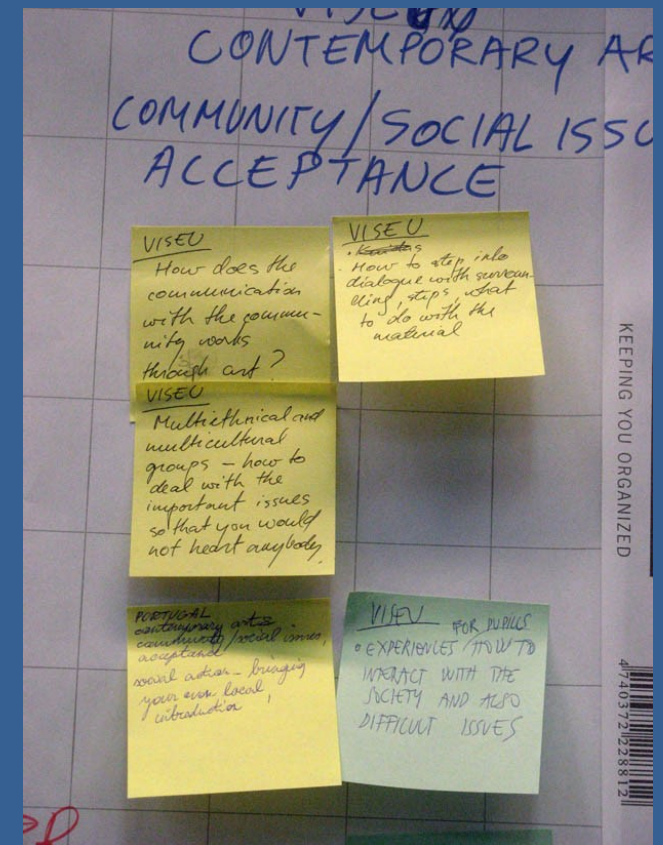 VISEU
CONTEMPORARY AR
COMMUNITY/SOCIAL ISSU
ACCEPTANCE
VISEU
How does the
communication
with the commu-
nity works
through art?
VISEU
How to step into
dialogue with surroun-
ding, steps, what
to do with the
material
VISEU
Multiethnical and
multicultural
groups – how to
deal with the
important issues
so that you would
not heart anybody.
PORTUGAL
contemporary arts
community/social issues,
acceptance
social action – bringing
your own local
introduction,
VISEU FOR PUPILS
• EXPERIENCES/HOW TO
INTERACT WITH THE
SOCIETY AND ALSO
DIFFICULT ISSUES
KEEPING YOU ORGANIZED
4740372228812